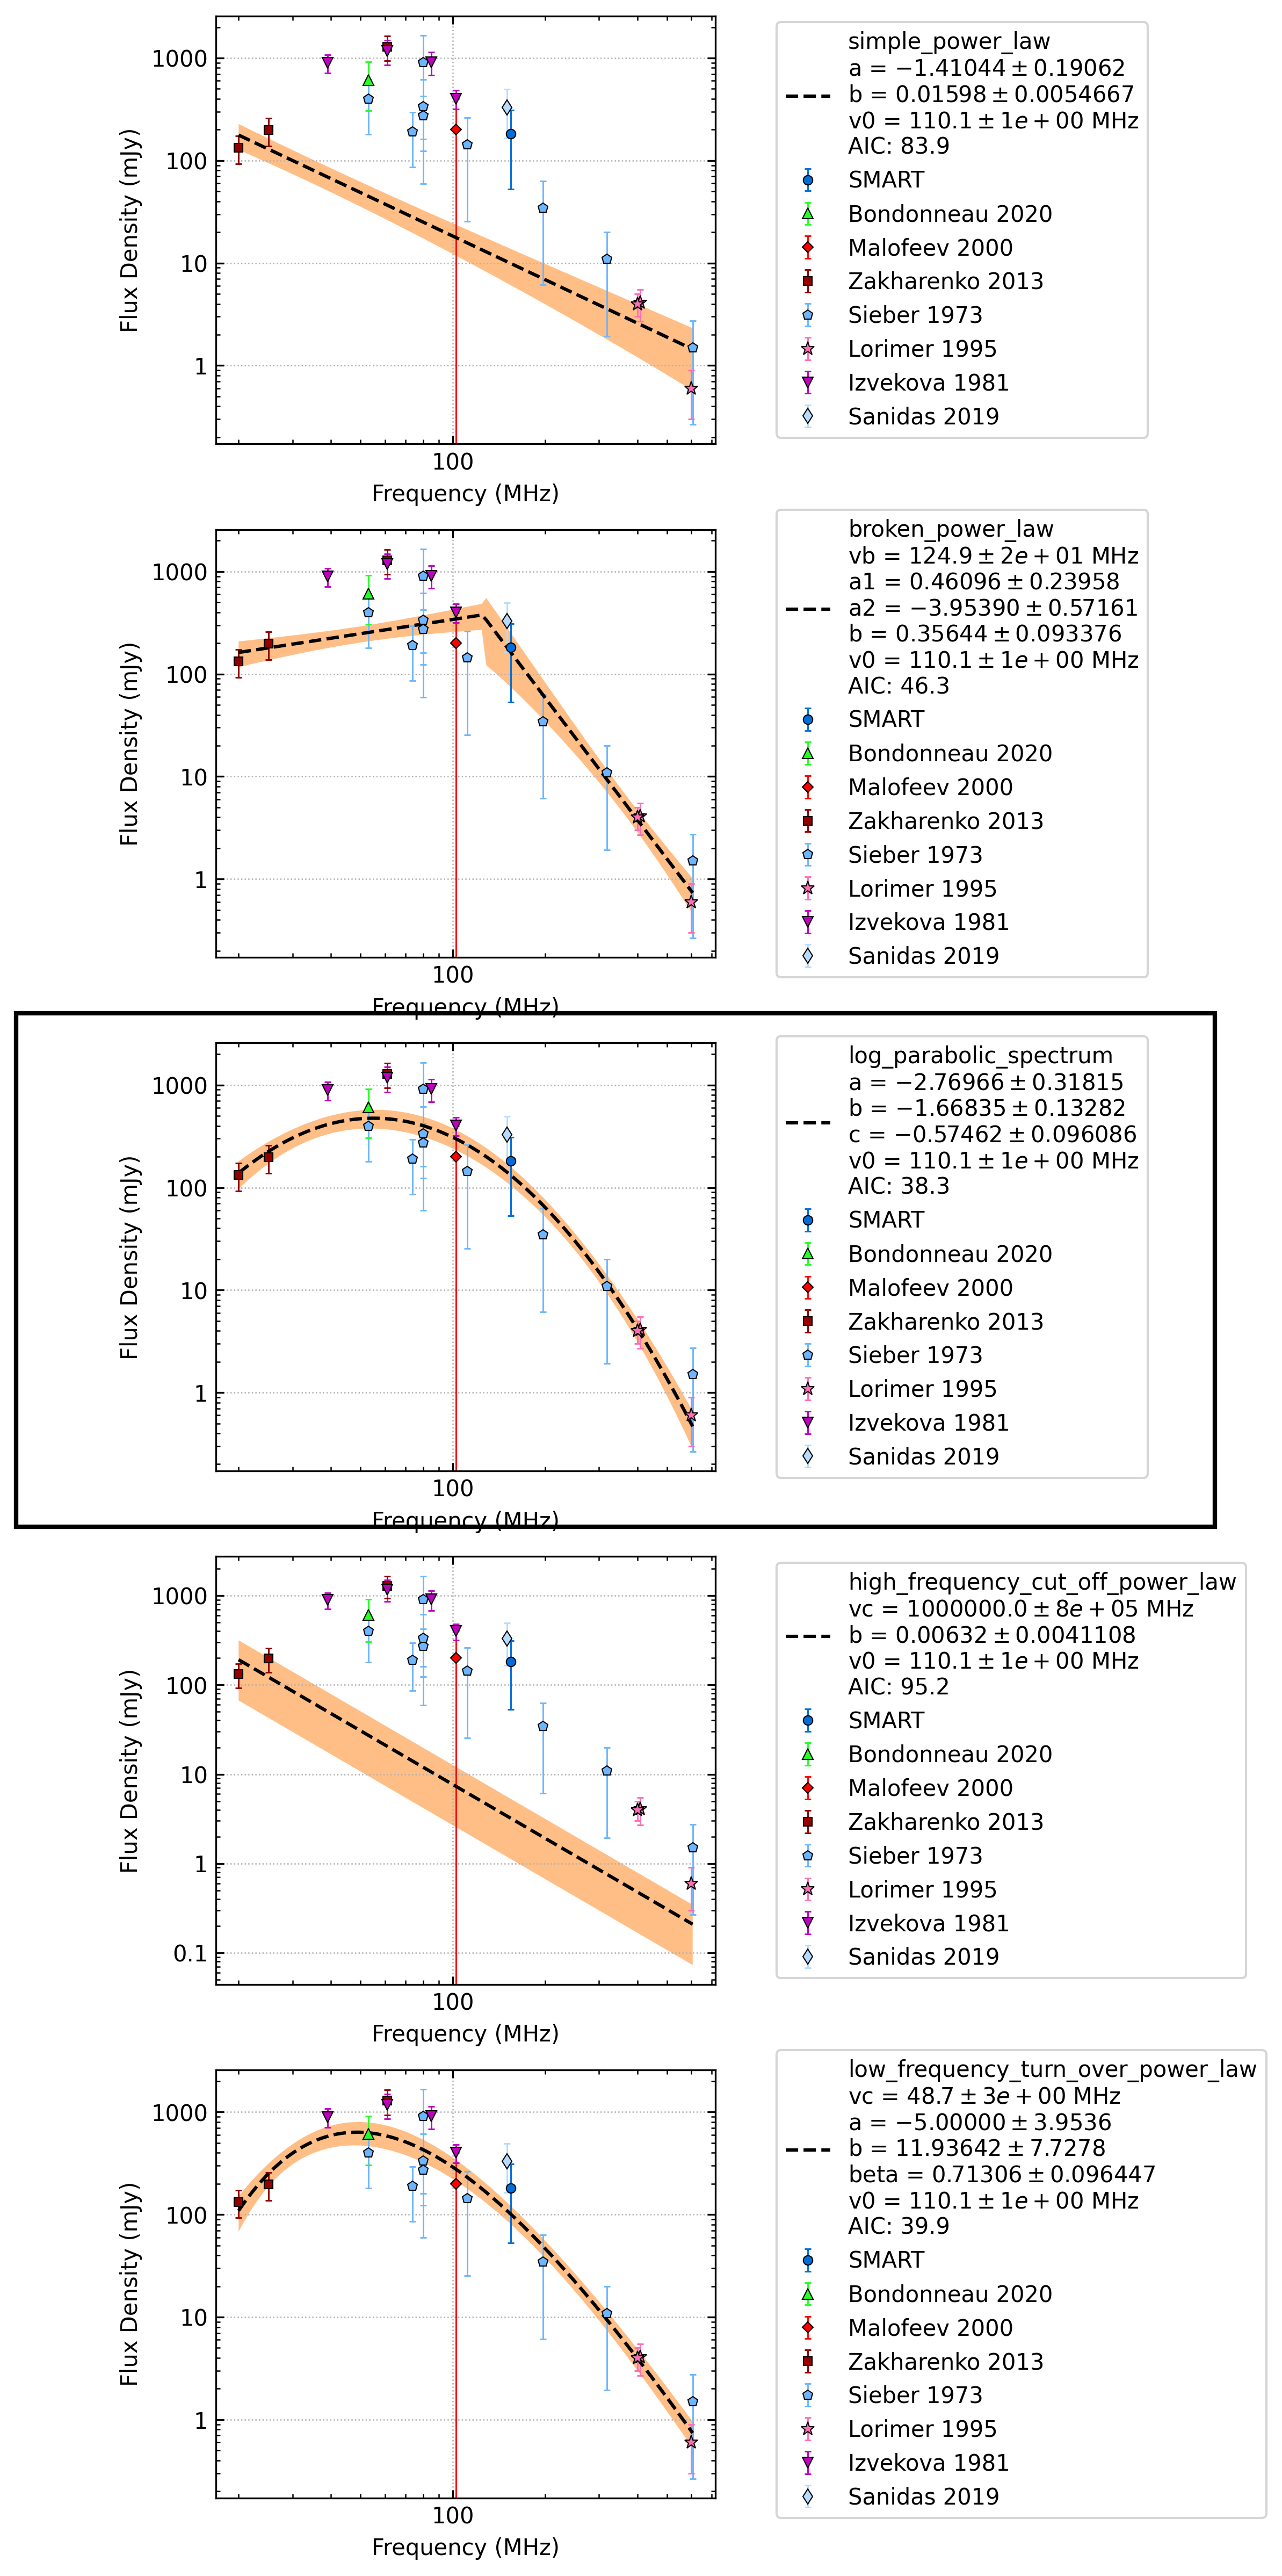 1000
100
10
1
Flux Density (mJy)
100
Frequency (MHz)
simple_power_law
a = −1.41044 ± 0.19062
b = 0.01598 ± 0.0054667
v0 = 110.1 ± 1e + 00 MHz
AIC: 83.9
SMART
Bondonneau 2020
Malofeev 2000
Zakharenko 2013
Sieber 1973
Lorimer 1995
Izvekova 1981
Sanidas 2019
1000
100
10
1
Flux Density (mJy)
100
Frequency (MHz)
broken_power_law
vb = 124.9 ± 2e + 01 MHz
a1 = 0.46096 ± 0.23958
a2 = −3.95390 ± 0.57161
b = 0.35644 ± 0.093376
v0 = 110.1 ± 1e + 00 MHz
AIC: 46.3
SMART
Bondonneau 2020
Malofeev 2000
Zakharenko 2013
Sieber 1973
Lorimer 1995
Izvekova 1981
Sanidas 2019
1000
100
10
1
Flux Density (mJy)
100
Frequency (MHz)
log_parabolic_spectrum
a = −2.76966 ± 0.31815
b = −1.66835 ± 0.13282
c = −0.57462 ± 0.096086
v0 = 110.1 ± 1e + 00 MHz
AIC: 38.3
SMART
Bondonneau 2020
Malofeev 2000
Zakharenko 2013
Sieber 1973
Lorimer 1995
Izvekova 1981
Sanidas 2019
1000
100
10
1
0.1
Flux Density (mJy)
100
Frequency (MHz)
high_frequency_cut_off_power_law
vc = 1000000.0 ± 8e + 05 MHz
b = 0.00632 ± 0.0041108
v0 = 110.1 ± 1e + 00 MHz
AIC: 95.2
SMART
Bondonneau 2020
Malofeev 2000
Zakharenko 2013
Sieber 1973
Lorimer 1995
Izvekova 1981
Sanidas 2019
1000
100
10
1
Flux Density (mJy)
100
Frequency (MHz)
low_frequency_turn_over_power_law
vc = 48.7 ± 3e + 00 MHz
a = −5.00000 ± 3.9536
b = 11.93642 ± 7.7278
beta = 0.71306 ± 0.096447
v0 = 110.1 ± 1e + 00 MHz
AIC: 39.9
SMART
Bondonneau 2020
Malofeev 2000
Zakharenko 2013
Sieber 1973
Lorimer 1995
Izvekova 1981
Sanidas 2019